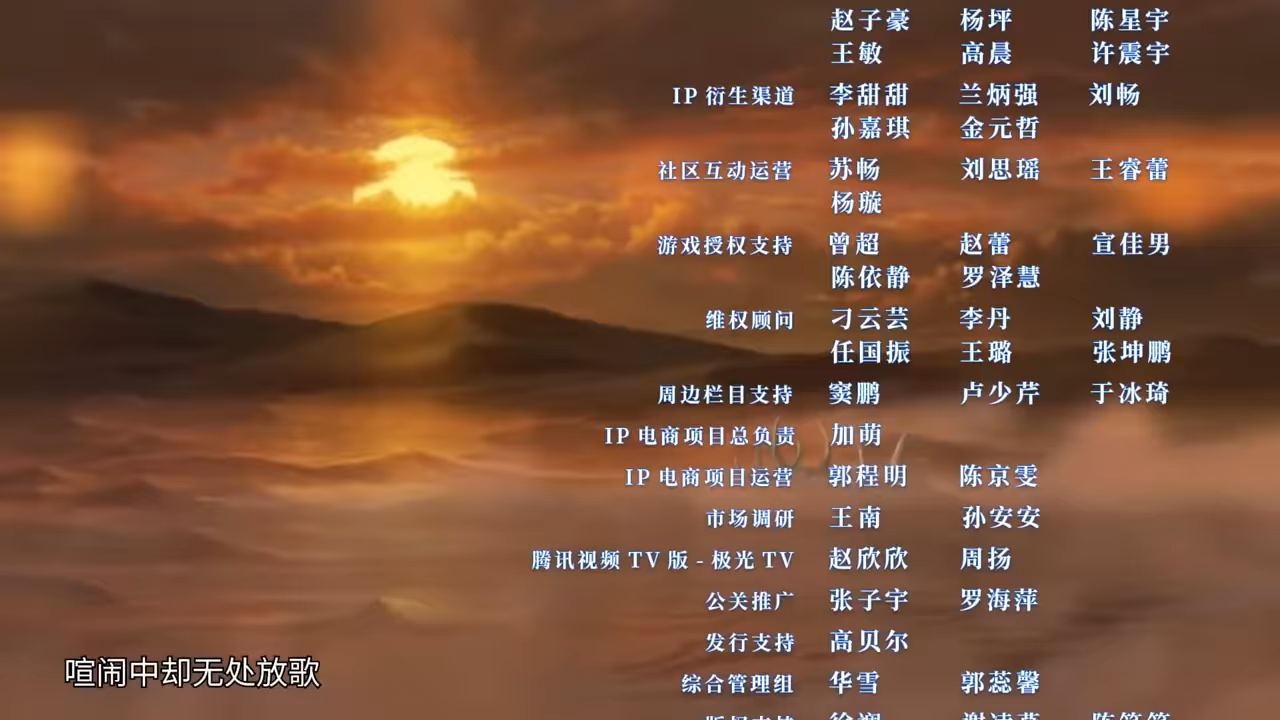 赵子豪 杨坪 陈星宇
王敏 高晨 许震宇
IP 衍生渠道 李甜甜 兰炳强 刘畅
孙嘉琪 金元哲
社区互动运营 苏畅 刘思瑶 王睿蕾
杨璇
游戏授权支持 曾超 赵蕾 宣佳男
陈依静 罗泽慧
维权顾问 刁云芸 李丹 刘静
任国振 王璐 张坤鹏
周边栏目支持 窦鹏 卢少芹 于冰琦
IP 电商项目总负责 加萌
IP 电商项目运营 郭程明 陈京雯
市场调研 王南 孙安安
腾讯视频 TV 版 - 极光 TV 赵欣欣 周扬
公关推广 张子宇 罗海萍
发行支持 高贝尔
综合管理组 华雪 郭蕊馨
喧闹中却无处放歌